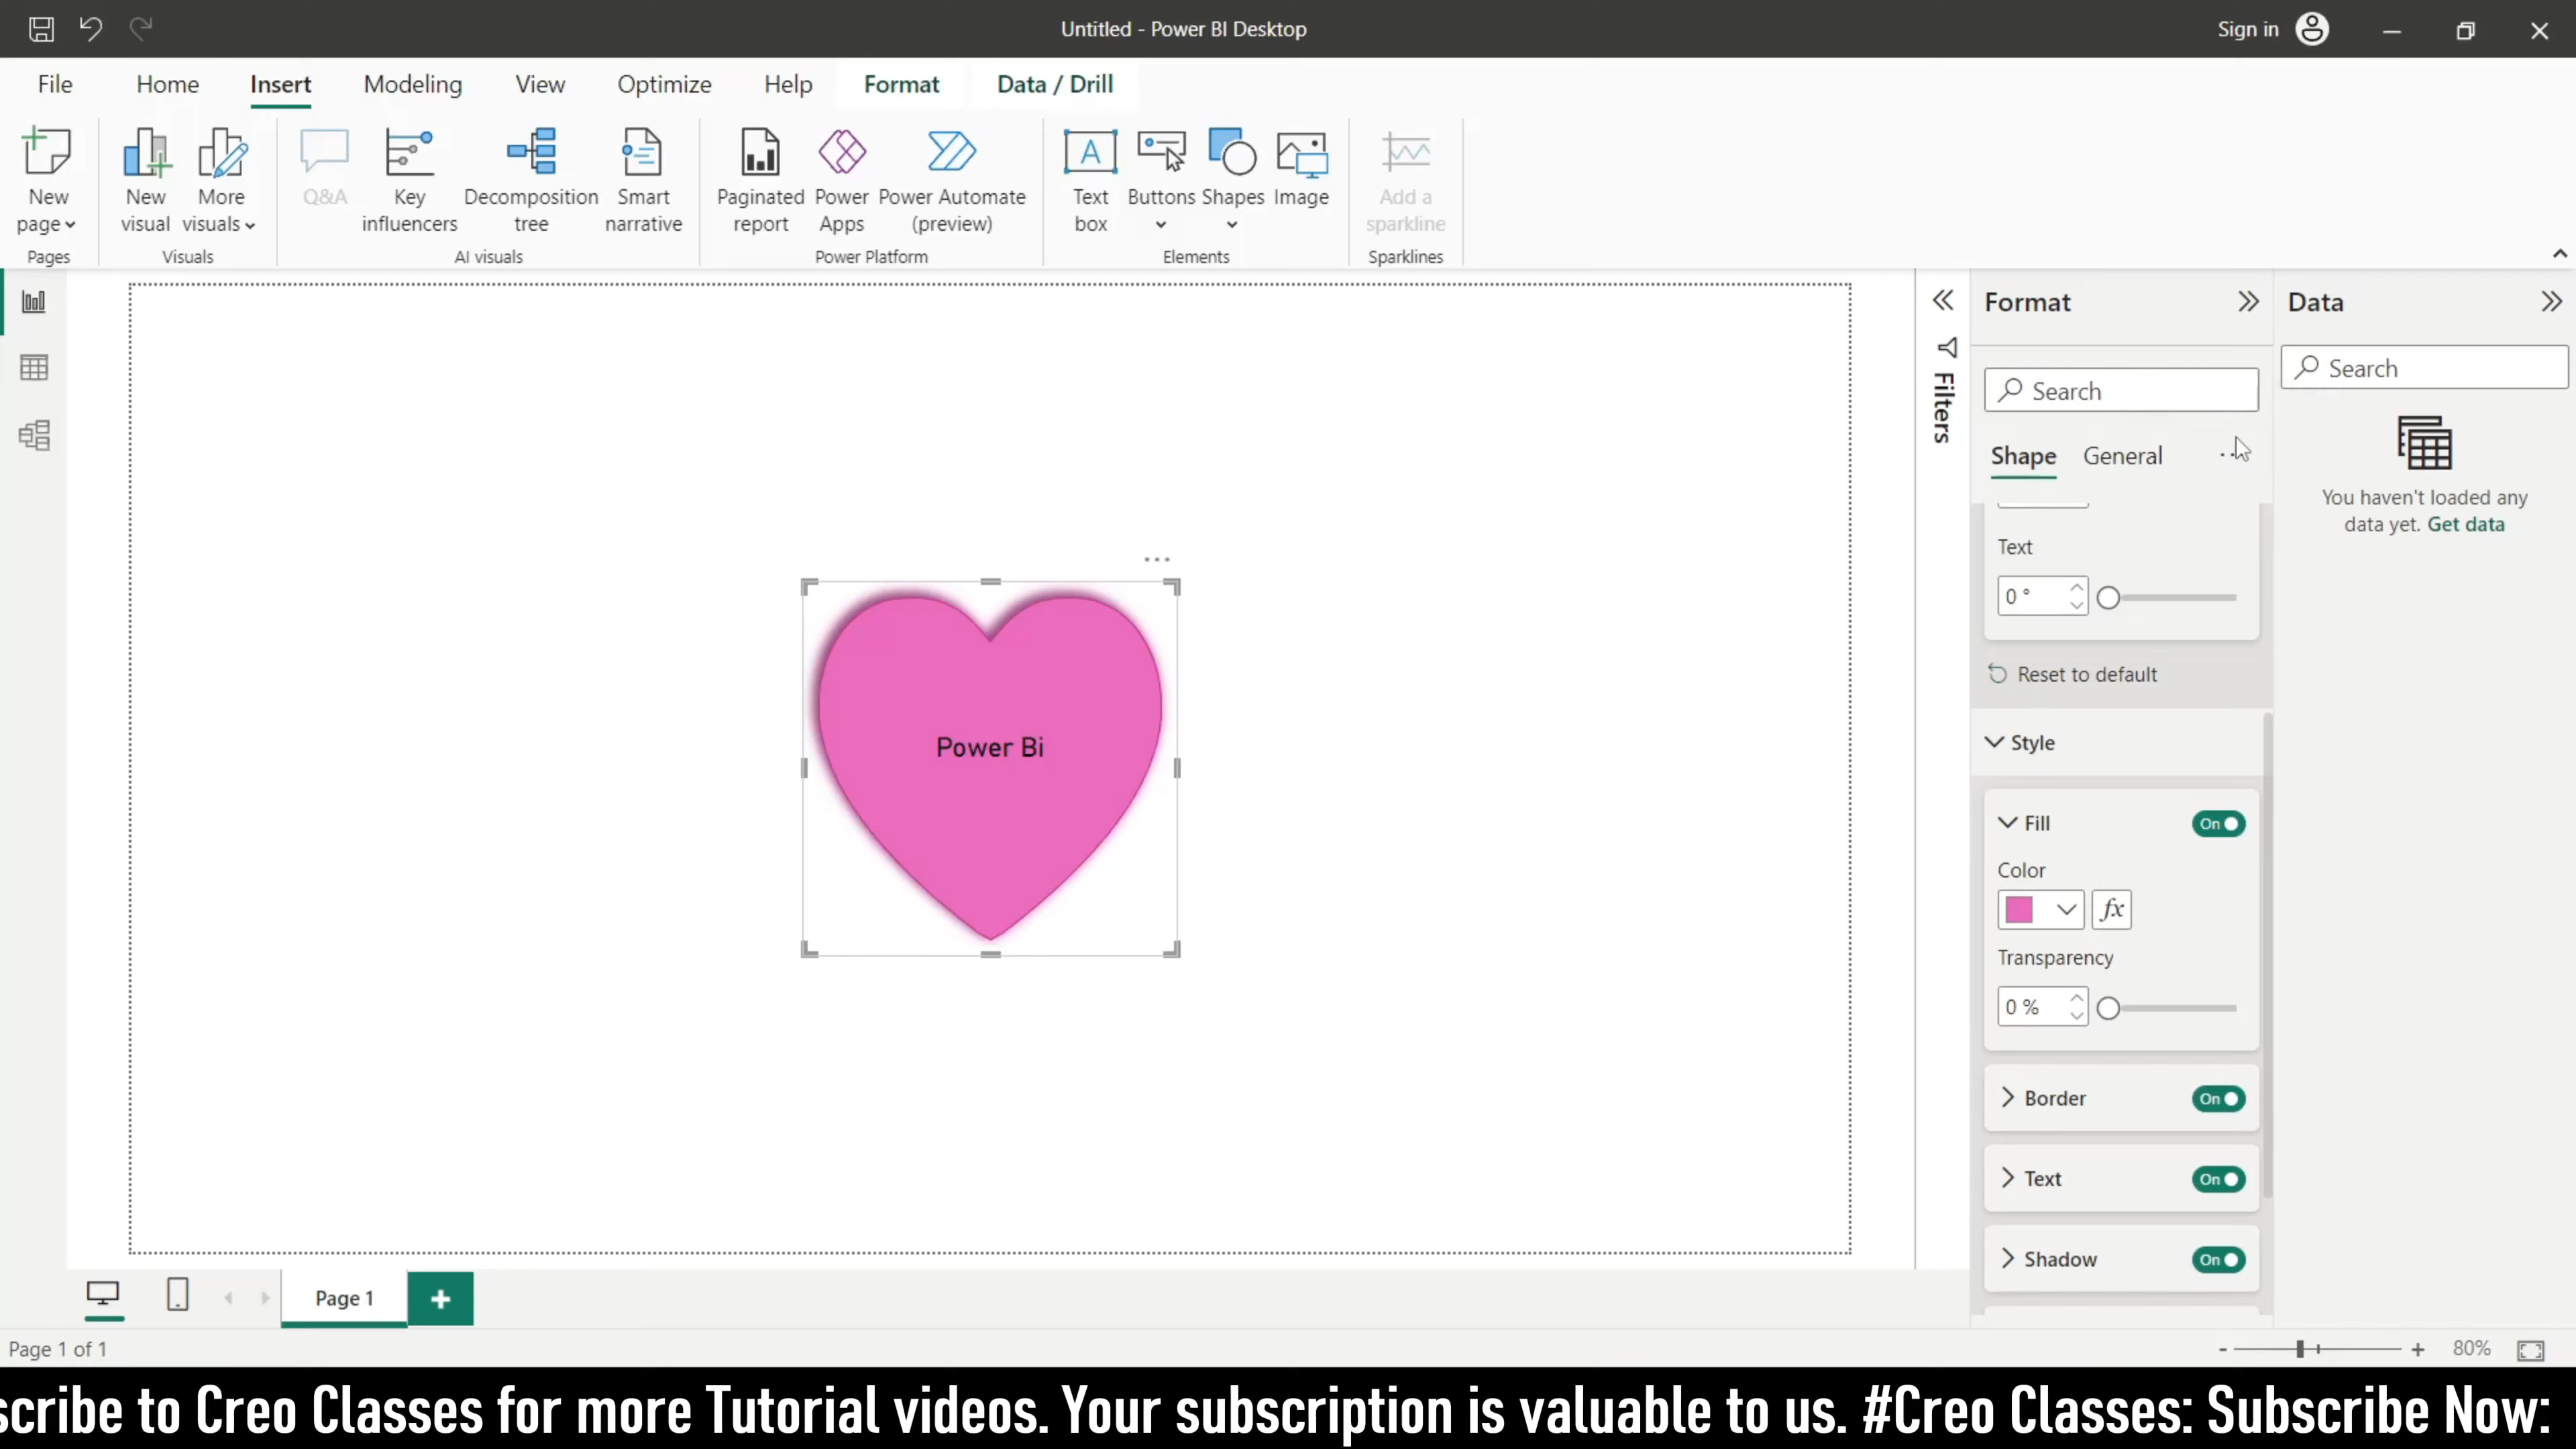 Untitled - Power BI Desktop
Sign in
File Home Insert Modeling View Optimize Help Format Data / Drill
New page
New visual
More visuals
Q&A
Key influencers
Decomposition tree
Smart narrative
Paginated report
Power Apps
Power Automate (preview)
Text box
Buttons
Shapes
Image
Add a sparkline
Pages
Visuals
AI visuals
Power Platform
Elements
Sparklines
Filters
Format
Search
Shape General
Text
0 °
Reset to default
Style
Fill On
Color
fx
Transparency
0 %
Border On
Text On
Shadow On
Data
Search
You haven't loaded any
data yet. Get data
Power Bi
Page 1
Page 1 of 1
80%
scribe to Creo Classes for more Tutorial videos. Your subscription is valuable to us. #Creo Classes: Subscribe Now: